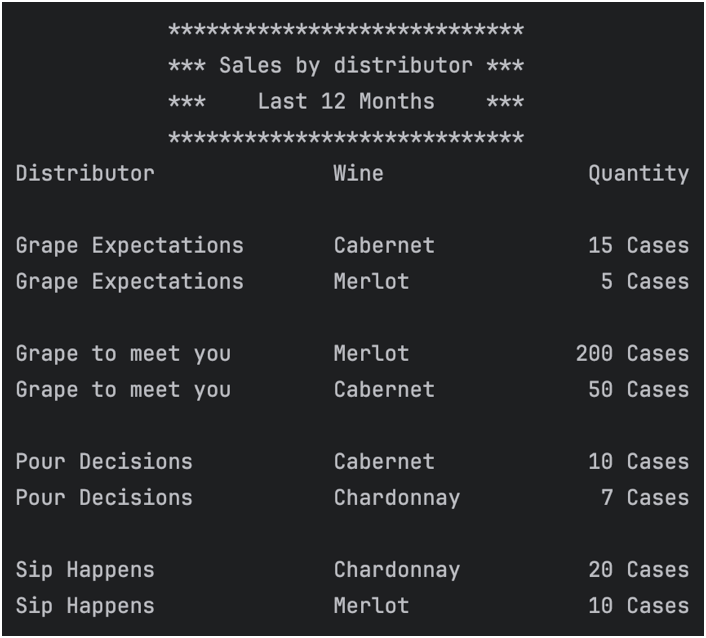 ****************************
*** Sales by distributor ***
***    Last 12 Months    ***
****************************
Distributor              Wine                Quantity
Grape Expectations       Cabernet            15 Cases
Grape Expectations       Merlot               5 Cases
Grape to meet you        Merlot             200 Cases
Grape to meet you        Cabernet            50 Cases
Pour Decisions           Cabernet            10 Cases
Pour Decisions           Chardonnay           7 Cases
Sip Happens              Chardonnay          20 Cases
Sip Happens              Merlot              10 Cases